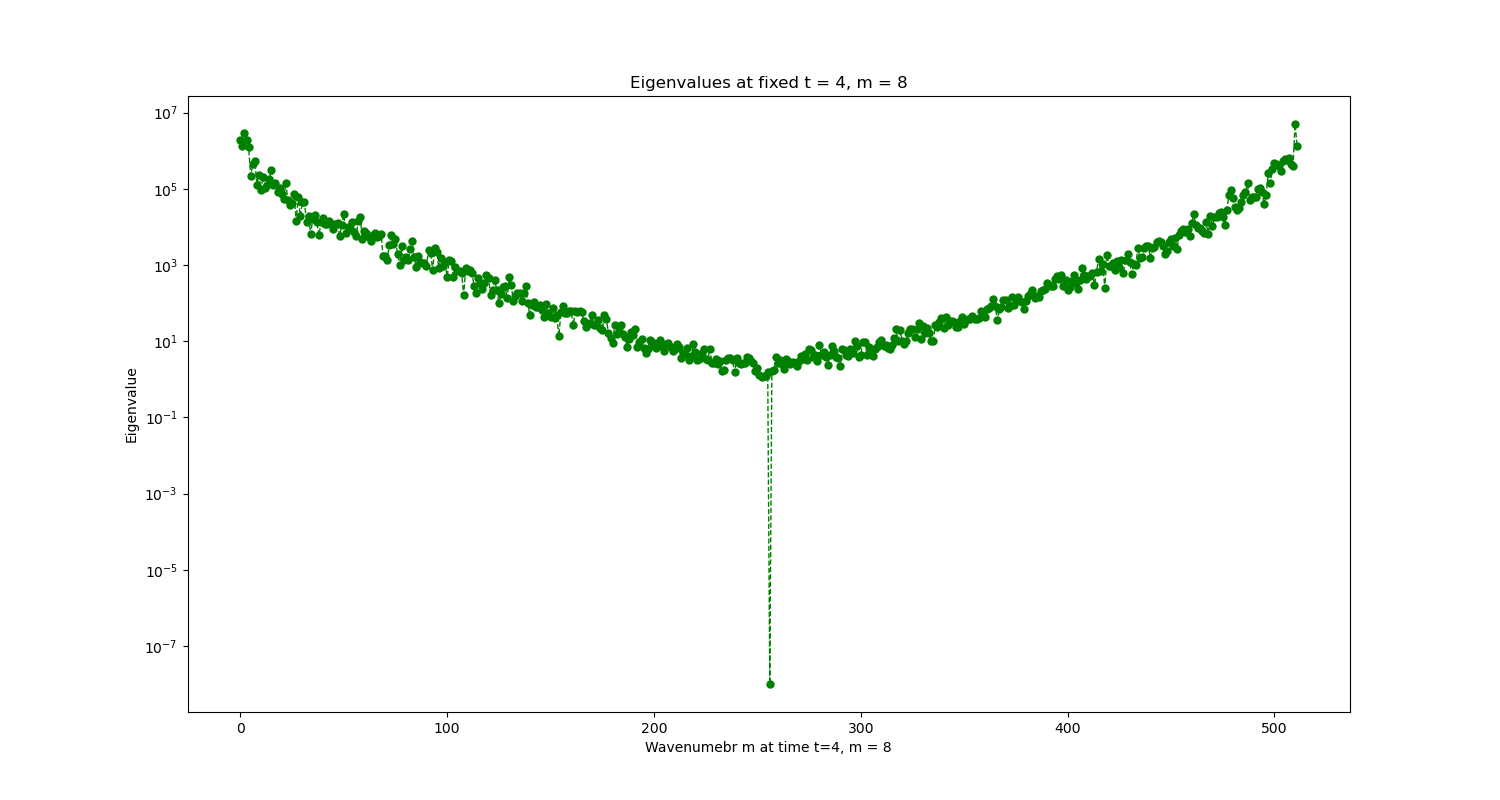 Eigenvalues at fixed t = 4, m = 8
10^7
10^5
10^3
10^1
10^−1
10^−3
10^−5
10^−7
Eigenvalue
0 100 200 300 400 500
Wavenumebr m at time t=4, m = 8